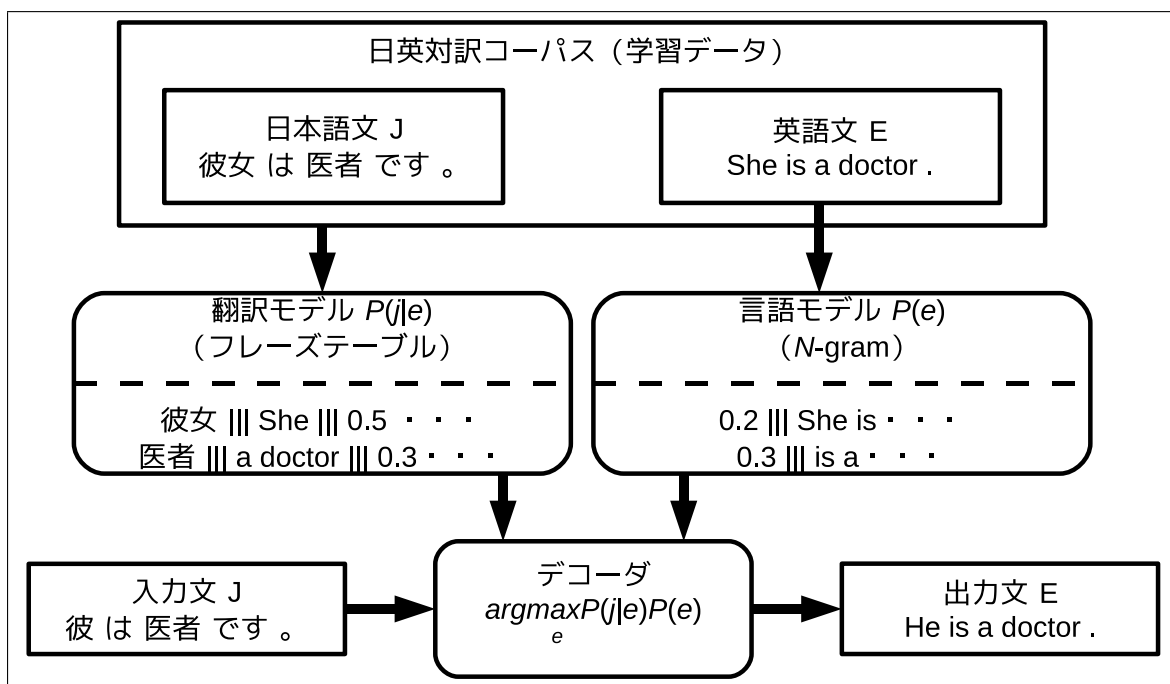 日英対訳コーパス（学習データ）
日本語文 J
彼女 は 医者 です 。
英語文 E
She is a doctor .
翻訳モデル P(j|e)
（フレーズテーブル）
彼女 ||| She ||| 0.5 ・・・
医者 ||| a doctor ||| 0.3 ・・・
言語モデル P(e)
（N-gram）
0.2 ||| She is ・・・
0.3 ||| is a ・・・
入力文 J
彼 は 医者 です 。
デコーダ
argmaxP(j|e)P(e)
e
出力文 E
He is a doctor .